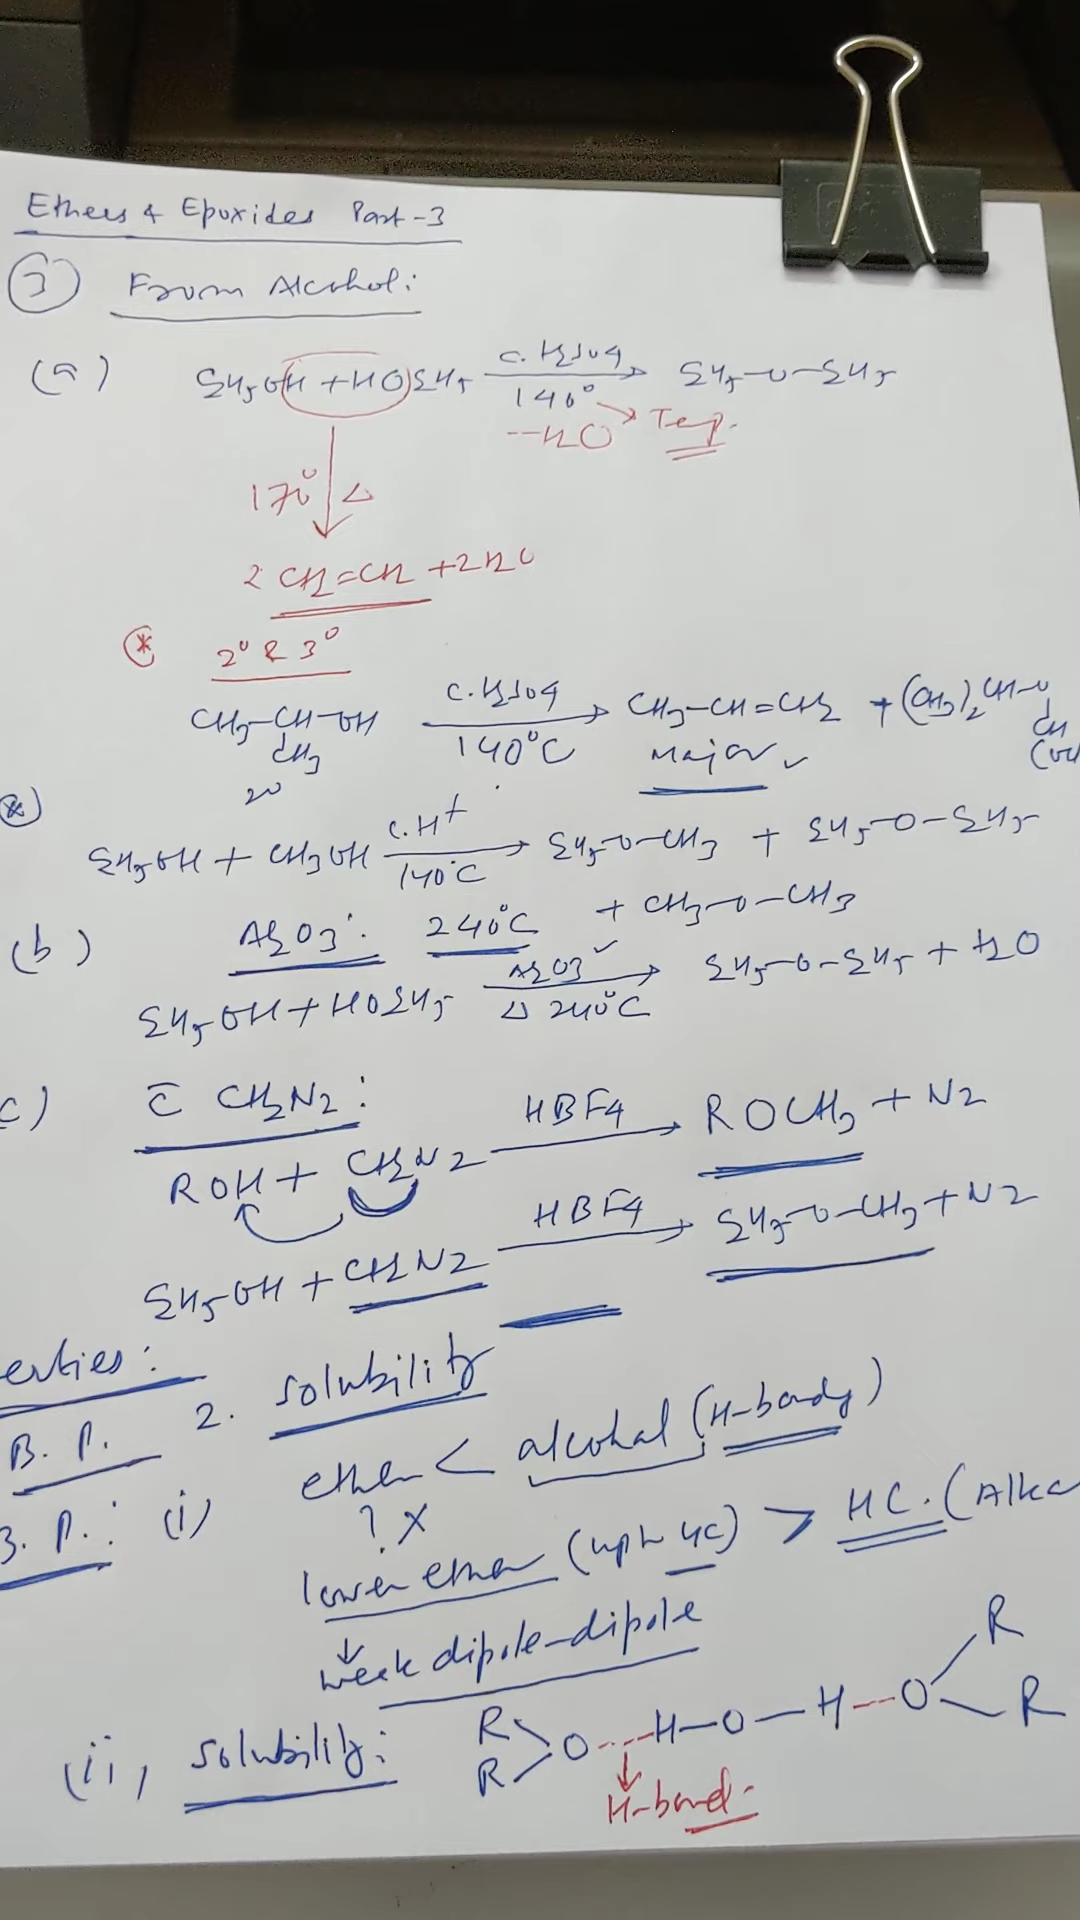 Ethers & Epoxides Part-3
③ From Alcohol:
(a) C2H5OH + HOC2H5 c. H2SO4 140° → C2H5-O-C2H5
-H2O → Temp.
170° Δ
2 CH2=CH2 + 2H2O
* 2° & 3°
CH3-CH-OH c. H2SO4 140°C → CH3-CH=CH2 + (CH3)2CH-O
CH3 Major ✓ CH
2°
* C2H5OH + CH3OH c. H+ 140°C → C2H5-O-CH3 + C2H5-O-C2H5
+ CH3-O-CH3
(b) Al2O3: 240°C
C2H5OH + HOC2H5 Al2O3 ✓ Δ 240°C → C2H5-O-C2H5 + H2O
c) c̄ CH2N2:
ROH + CH2N2 HBF4 → ROCH3 + N2
C2H5OH + CH2N2 HBF4 → C2H5-O-CH3 + N2
erties:
B. P. 2. Solubility
B. P.: (i) ether < alcohol (H-bondg)
? X
lower ether (upto 4C) > HC. (Alka
↓
weak dipole-dipole
(ii) Solubility: R R O---H-O-H---O R R
↓
H-bond.